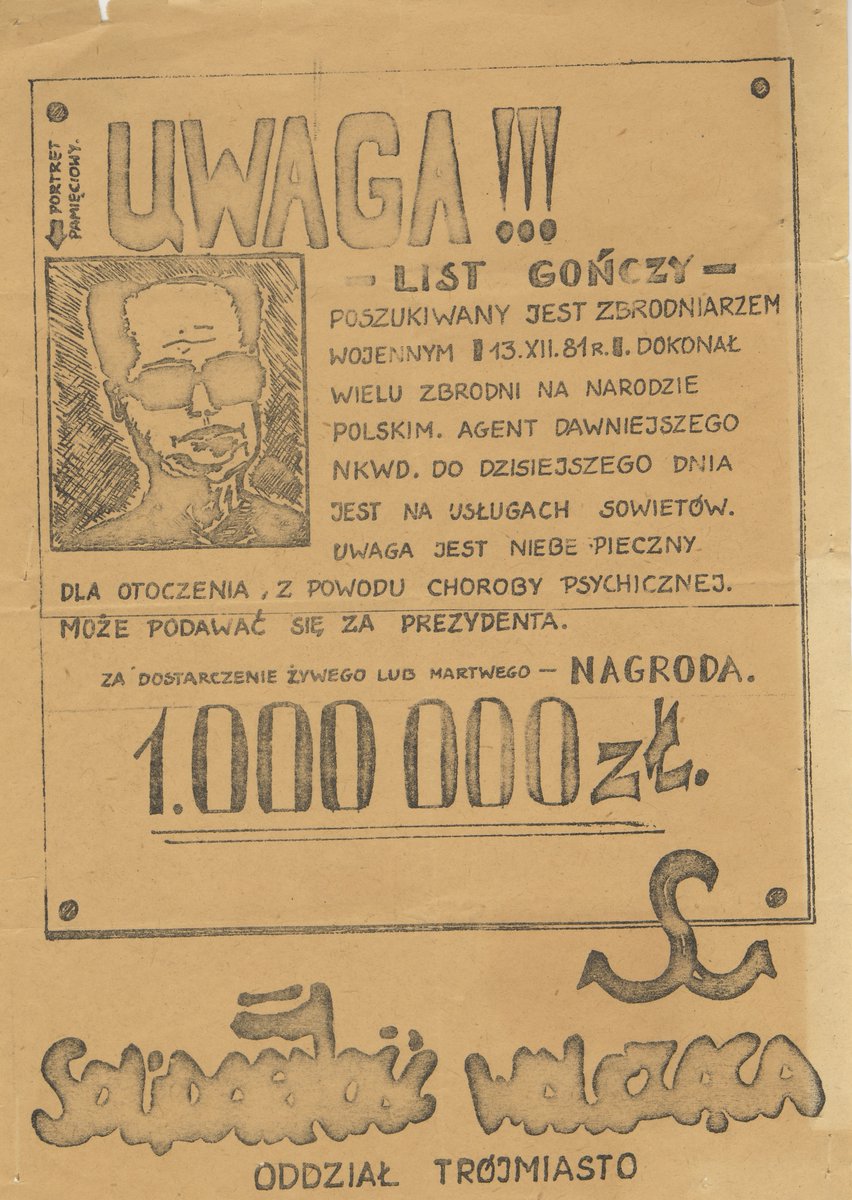 ← PORTRET
PAMIĘCIOWY.
UWAGA !!!
- LIST GOŃCZY -
POSZUKIWANY JEST ZBRODNIARZEM
WOJENNYM 13.XII.81R. DOKONAŁ
WIELU ZBRODNI NA NARODZIE
POLSKIM. AGENT DAWNIEJSZEGO
NKWD. DO DZISIEJSZEGO DNIA
JEST NA USŁUGACH SOWIETÓW.
UWAGA JEST NIEBEPIECZNY
DLA OTOCZENIA, Z POWODU CHOROBY PSYCHICZNEJ.
MOŻE PODAWAĆ SIĘ ZA PREZYDENTA.
ZA DOSTARCZENIE ŻYWEGO LUB MARTWEGO - NAGRODA.
1.000 000 ZŁ.
Solidarność walcząca
ODDZIAŁ TRÓJMIASTO